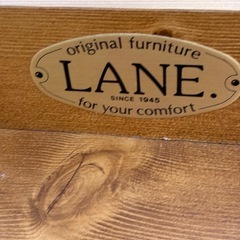 original furniture
LANE.
SINCE 1945
for your comfort